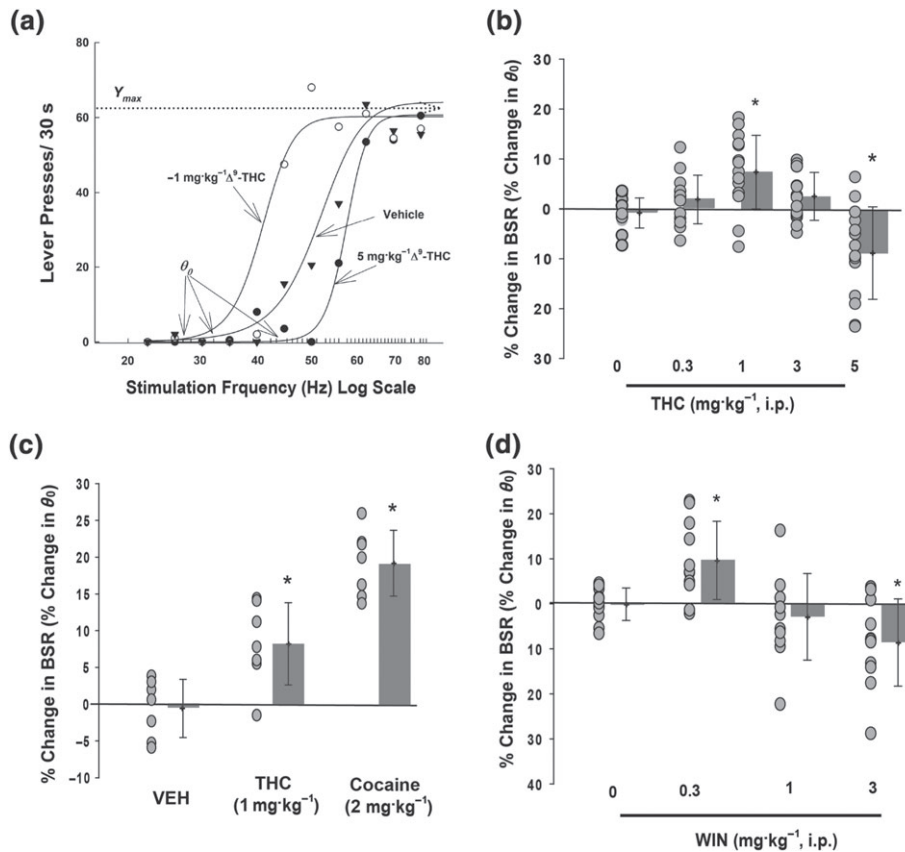 (a)
Y_max
Lever Presses/ 30 s
80
60
40
20
0
−1 mg·kg⁻¹Δ⁹-THC
Vehicle
5 mg·kg⁻¹Δ⁹-THC
θ₀
20 30 40 50 60 70 80
Stimulation Frquency (Hz) Log Scale
(b)
% Change in BSR (% Change in θ₀)
30
20
10
0
10
20
30
*
*
0 0.3 1 3 5
THC (mg·kg⁻¹, i.p.)
(c)
% Change in BSR (% Change in θ₀)
30
25
20
15
10
5
0
−5
−10
*
*
VEH THC Cocaine
(1 mg·kg⁻¹) (2 mg·kg⁻¹)
(d)
% Change in BSR (% Change in θ₀)
30
20
10
0
10
20
30
40
*
*
0 0.3 1 3
WIN (mg·kg⁻¹, i.p.)